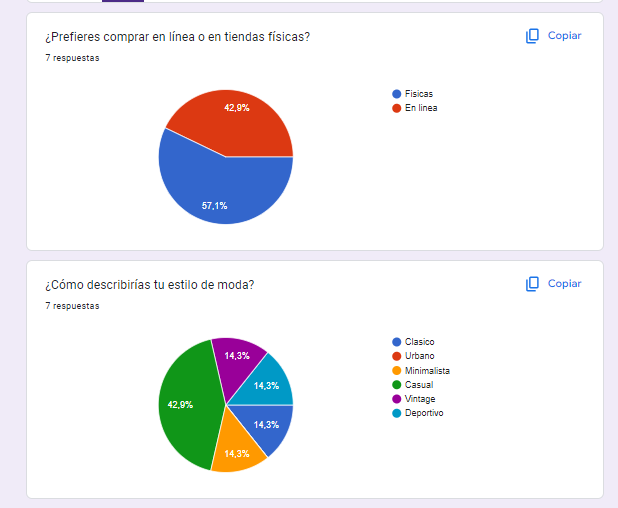 ¿Prefieres comprar en línea o en tiendas físicas?
Copiar
7 respuestas
Fisicas
En linea
42,9%
57,1%
¿Cómo describirías tu estilo de moda?
Copiar
7 respuestas
Clasico
Urbano
Minimalista
Casual
Vintage
Deportivo
14,3%
14,3%
42,9%
14,3%
14,3%